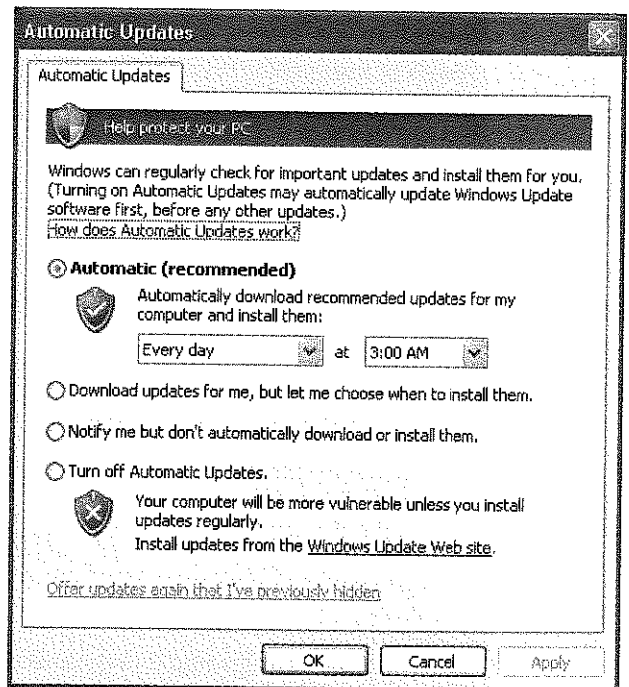 Automatic Updates
Automatic Updates
Help protect your PC
Windows can regularly check for important updates and install them for you.
(Turning on Automatic Updates may automatically update Windows Update
software first, before any other updates.)
How does Automatic Updates work?
Automatic (recommended)
Automatically download recommended updates for my
computer and install them:
Every day at 3:00 AM
Download updates for me, but let me choose when to install them.
Notify me but don't automatically download or install them.
Turn off Automatic Updates.
Your computer will be more vulnerable unless you install
updates regularly.
Install updates from the Windows Update Web site.
Offer updates again that I've previously hidden
OK Cancel Apply